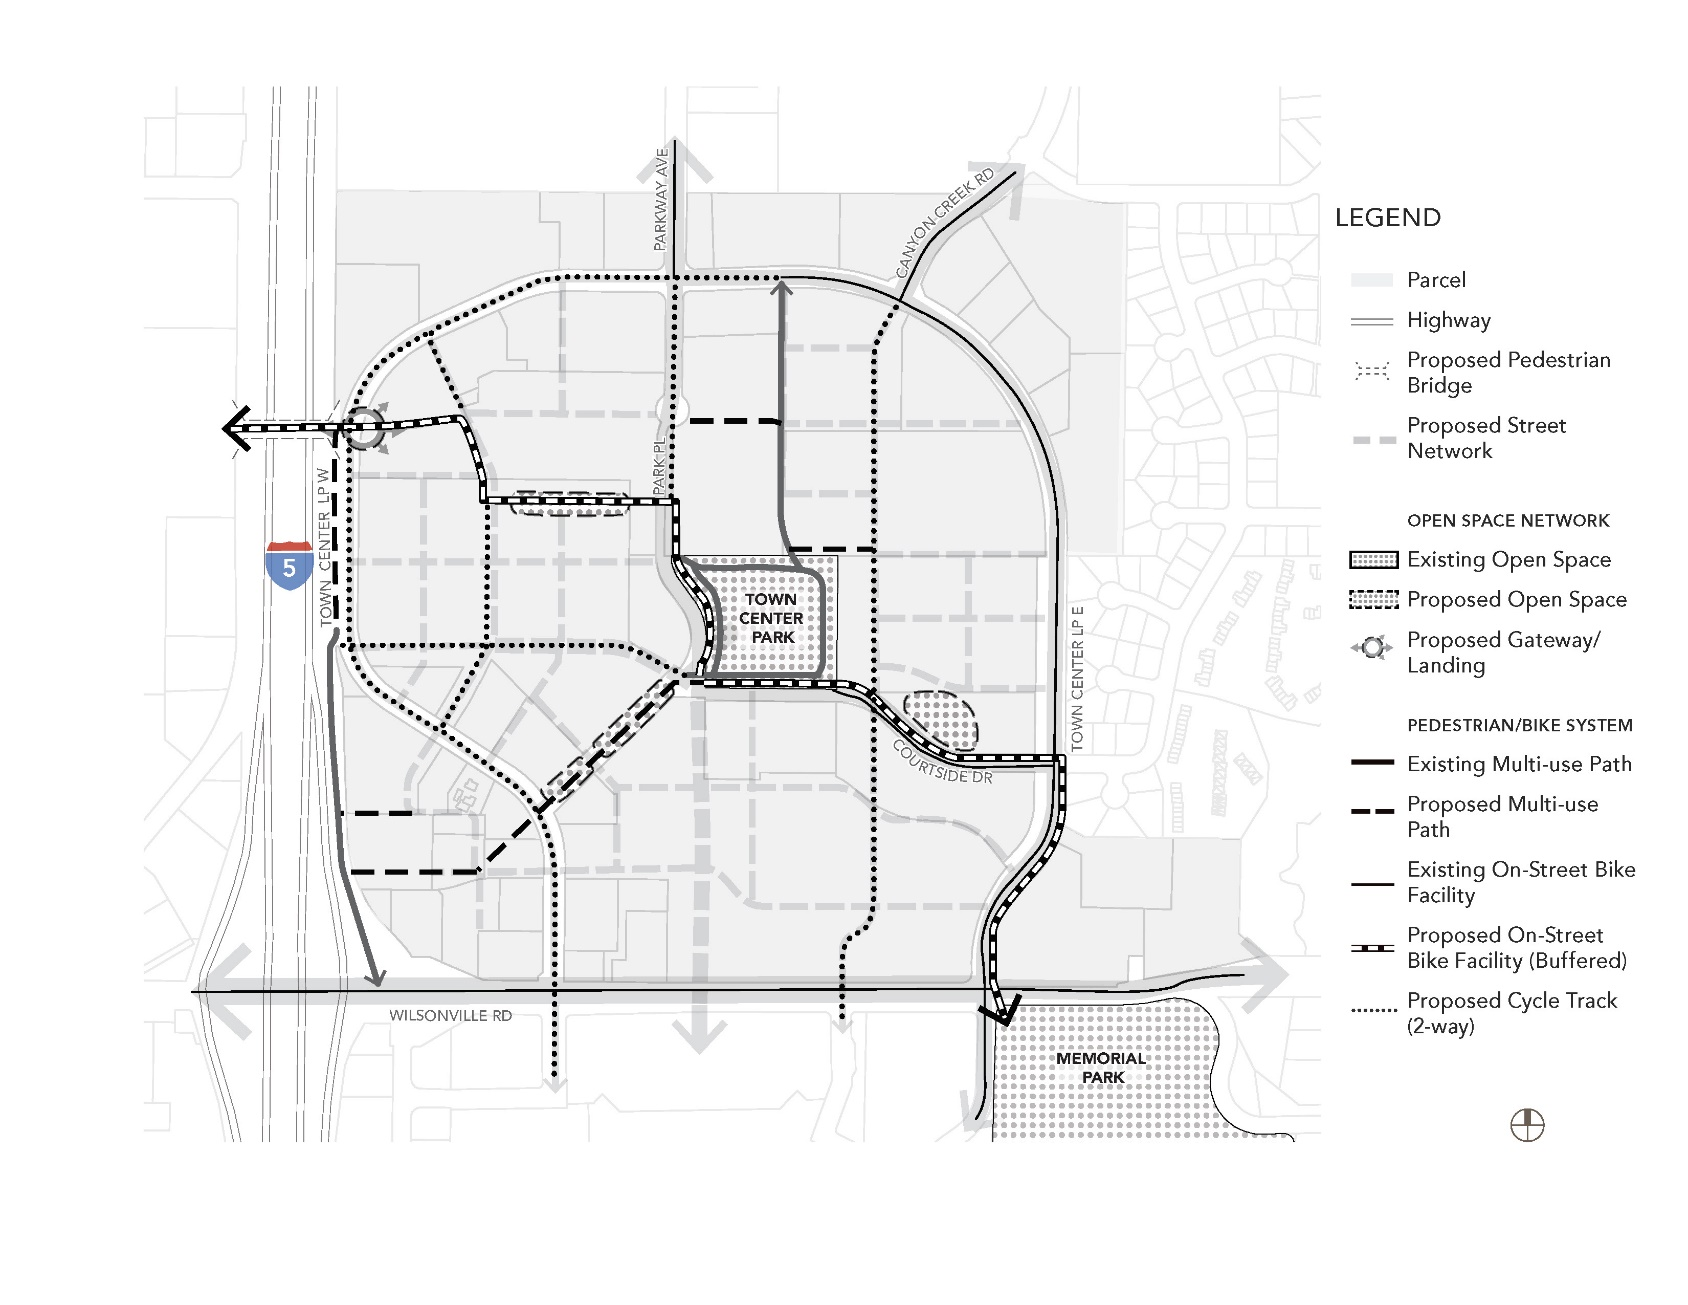 PARKWAY AVE
CANYON CREEK RD
PARK PL
TOWN CENTER LP W
5
TOWN
CENTER
PARK
TOWN CENTER LP E
COURTSIDE DR
WILSONVILLE RD
MEMORIAL
PARK
LEGEND
Parcel
Highway
Proposed Pedestrian
Bridge
Proposed Street
Network
OPEN SPACE NETWORK
Existing Open Space
Proposed Open Space
Proposed Gateway/
Landing
PEDESTRIAN/BIKE SYSTEM
Existing Multi-use Path
Proposed Multi-use
Path
Existing On-Street Bike
Facility
Proposed On-Street
Bike Facility (Buffered)
Proposed Cycle Track
(2-way)